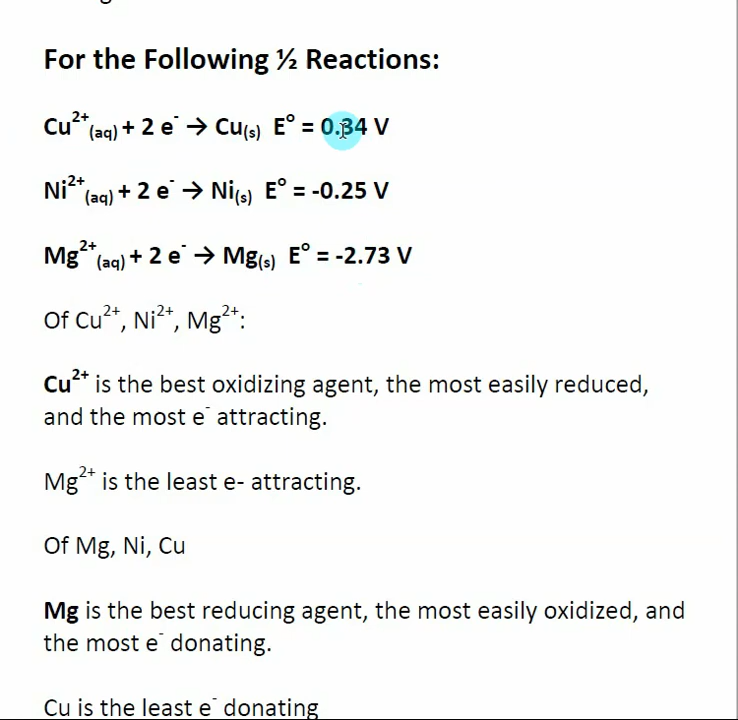 For the Following ½ Reactions:
Cu²⁺(aq) + 2 e⁻ → Cu(s) E° = 0.34 V
Ni²⁺(aq) + 2 e⁻ → Ni(s) E° = -0.25 V
Mg²⁺(aq) + 2 e⁻ → Mg(s) E° = -2.73 V
Of Cu²⁺, Ni²⁺, Mg²⁺:
Cu²⁺ is the best oxidizing agent, the most easily reduced,
and the most e⁻ attracting.
Mg²⁺ is the least e- attracting.
Of Mg, Ni, Cu
Mg is the best reducing agent, the most easily oxidized, and
the most e⁻ donating.
Cu is the least e⁻ donating